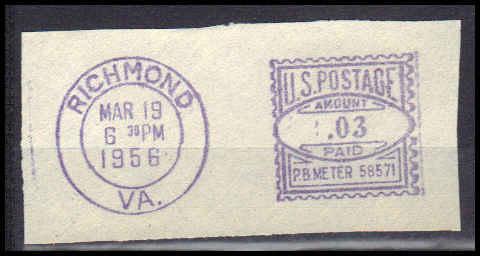 RICHMOND
MAR 19
6 30PM
1956
VA.
U.S. POSTAGE
AMOUNT
.03
PAID
P.B. METER 58571